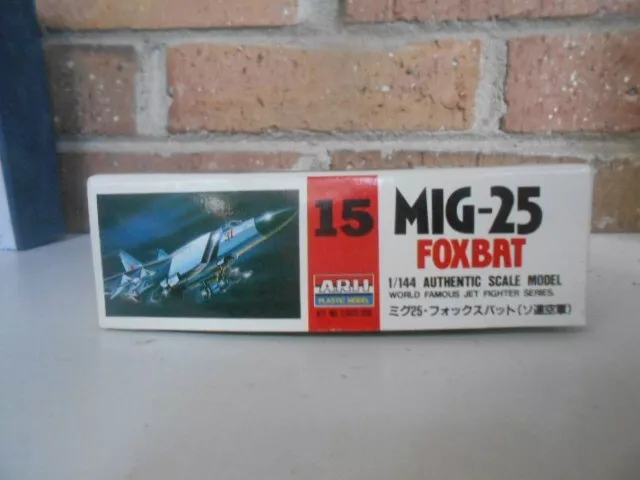 15
ARII
PLASTIC MODEL
MIG-25
FOXBAT
1/144 AUTHENTIC SCALE MODEL
WORLD FAMOUS JET FIGHTER SERIES.
ミグ25・フォックスバット(ソ連空軍)